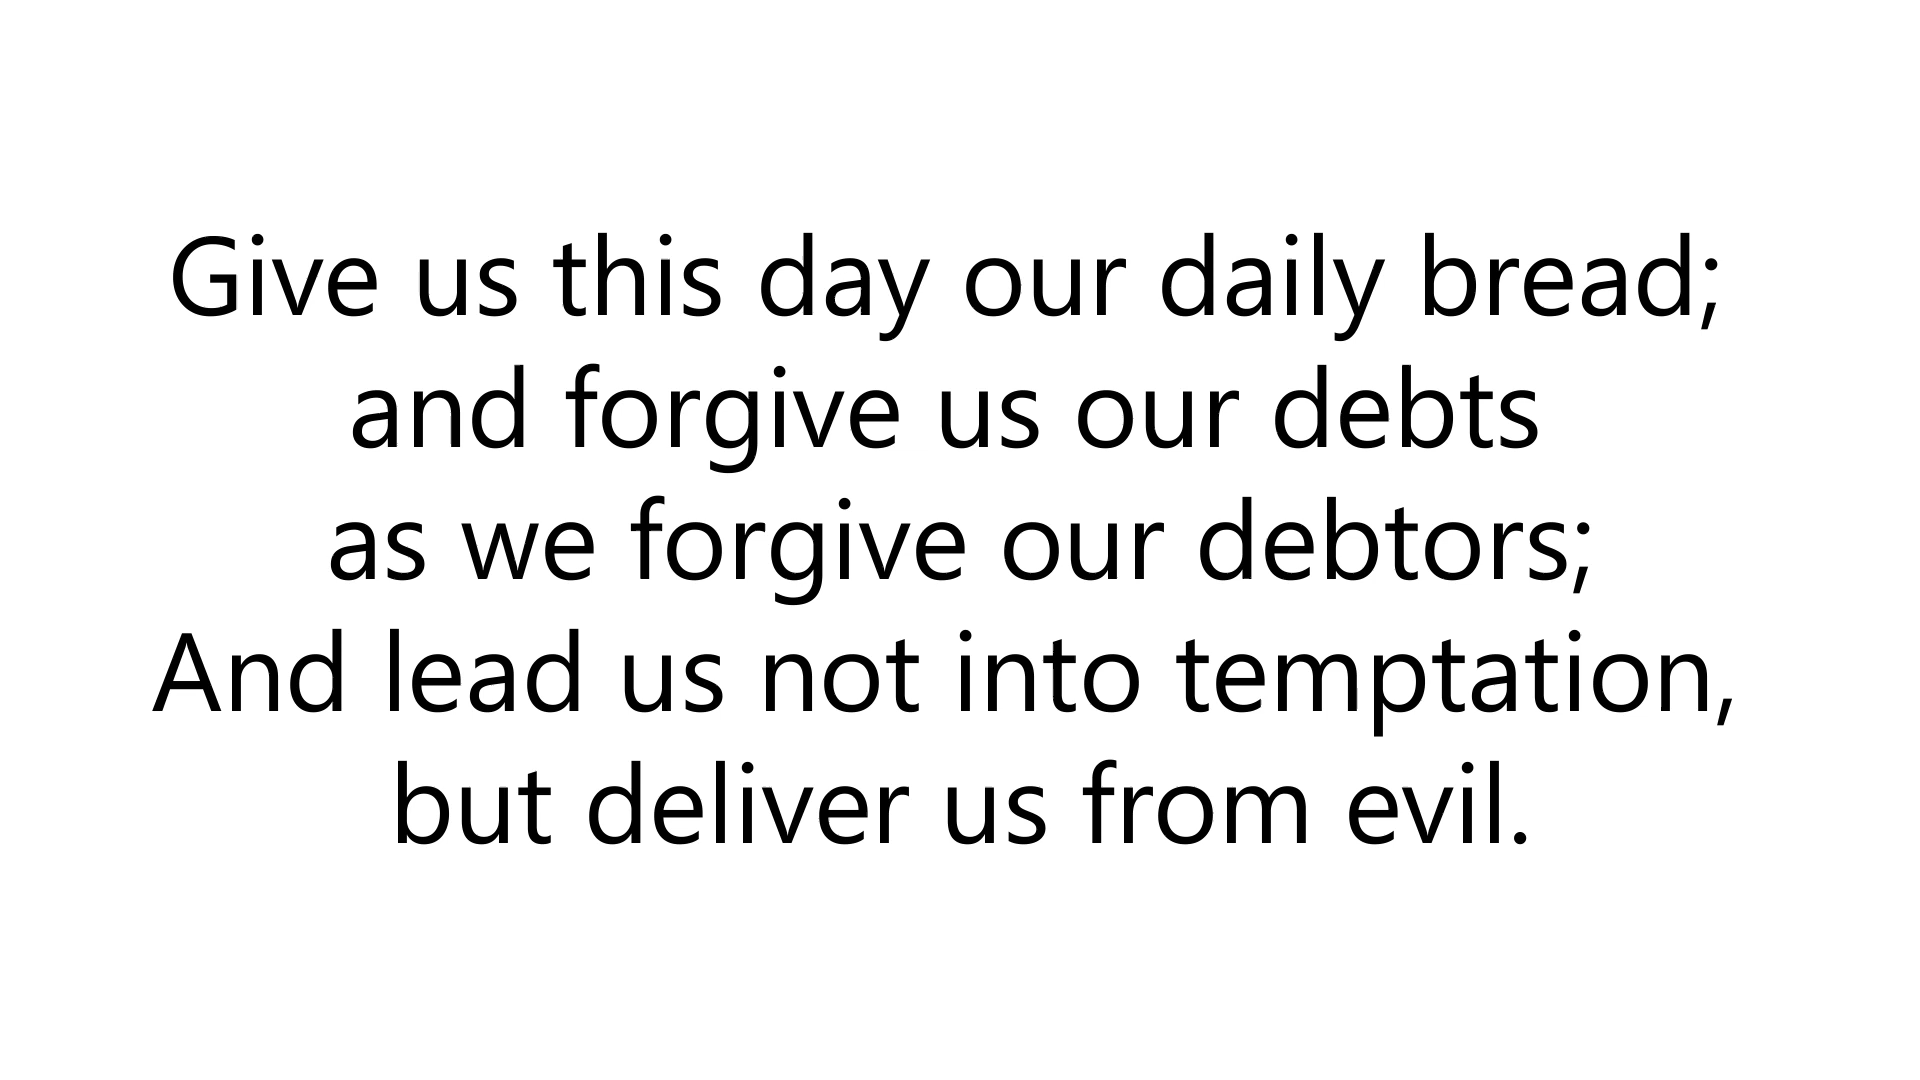 Give us this day our daily bread;
and forgive us our debts
as we forgive our debtors;
And lead us not into temptation,
but deliver us from evil.